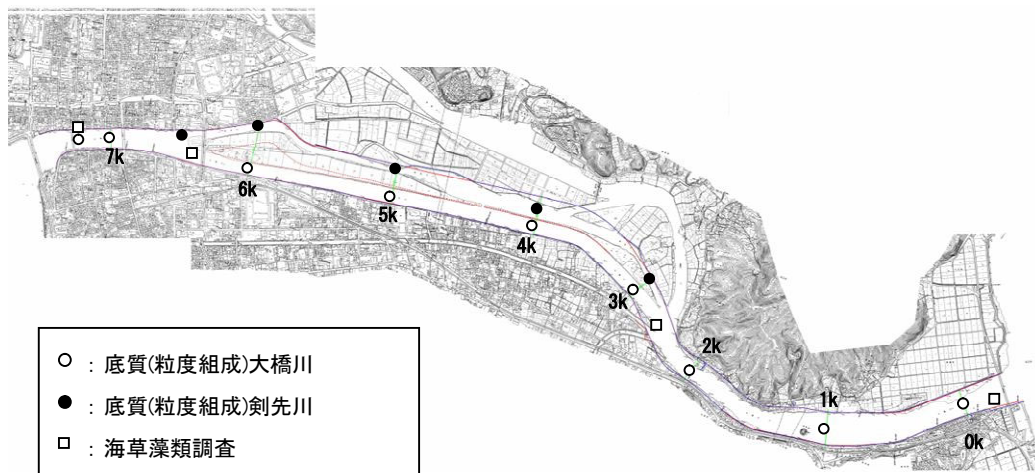 7k
6k
5k
4k
3k
2k
1k
0k
○ : 底質(粒度組成)大橋川
● : 底質(粒度組成)剣先川
□ : 海草藻類調査